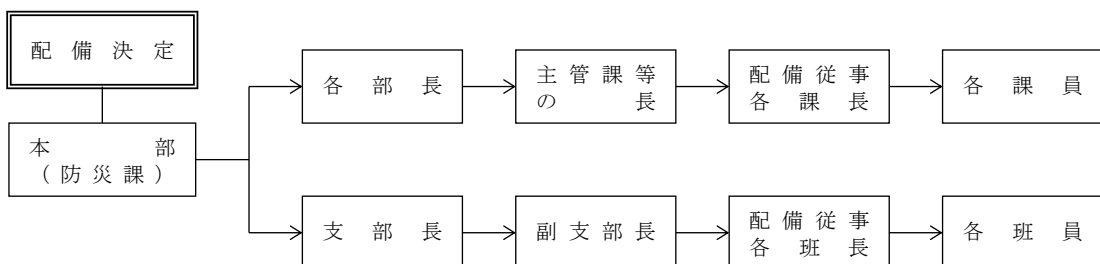 配備決定
本部
(防災課)
各部長
主管課等
の長
配備従事
各課長
各課員
支部長
副支部長
配備従事
各班長
各班員